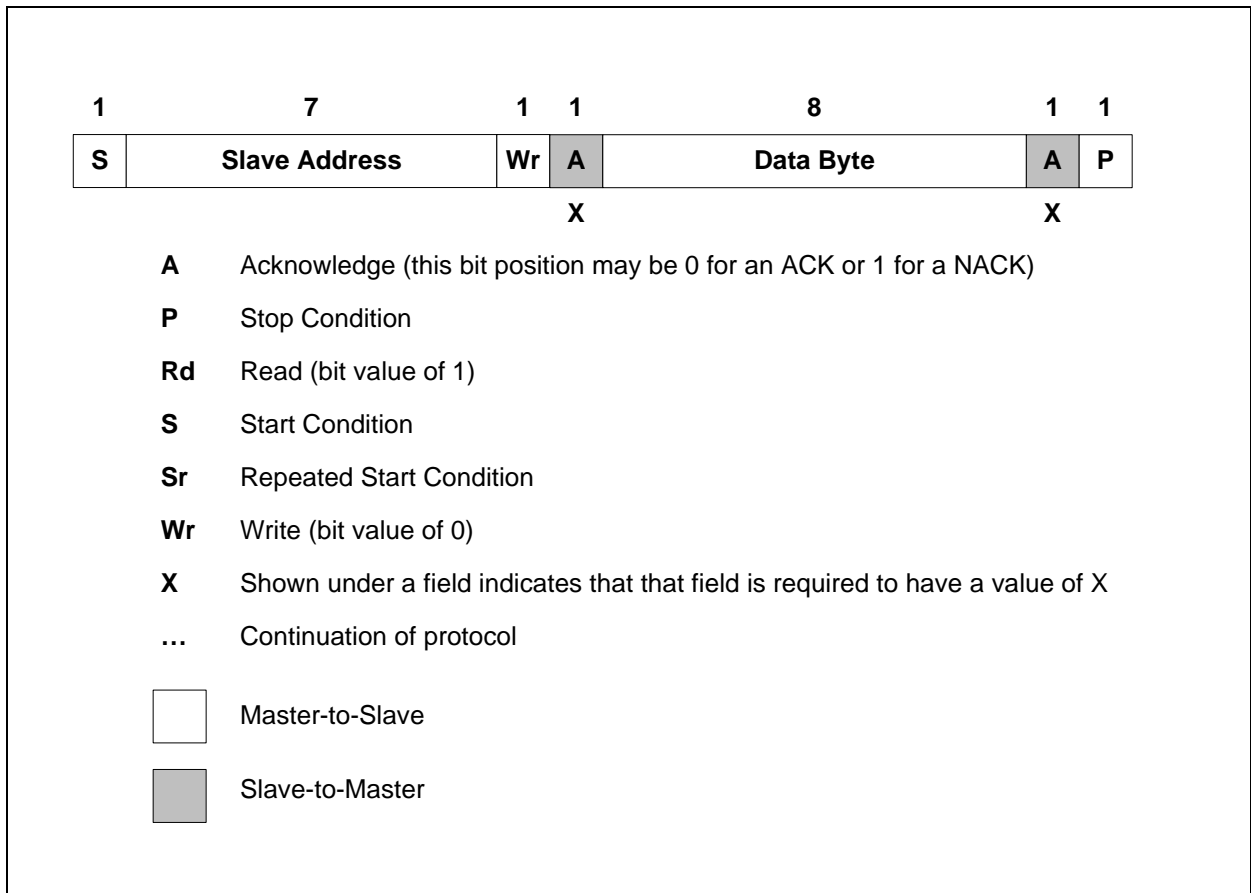 1 7 1 1 8 1 1
S Slave Address Wr A Data Byte A P
X X
A Acknowledge (this bit position may be 0 for an ACK or 1 for a NACK)
P Stop Condition
Rd Read (bit value of 1)
S Start Condition
Sr Repeated Start Condition
Wr Write (bit value of 0)
X Shown under a field indicates that that field is required to have a value of X
… Continuation of protocol
Master-to-Slave
Slave-to-Master